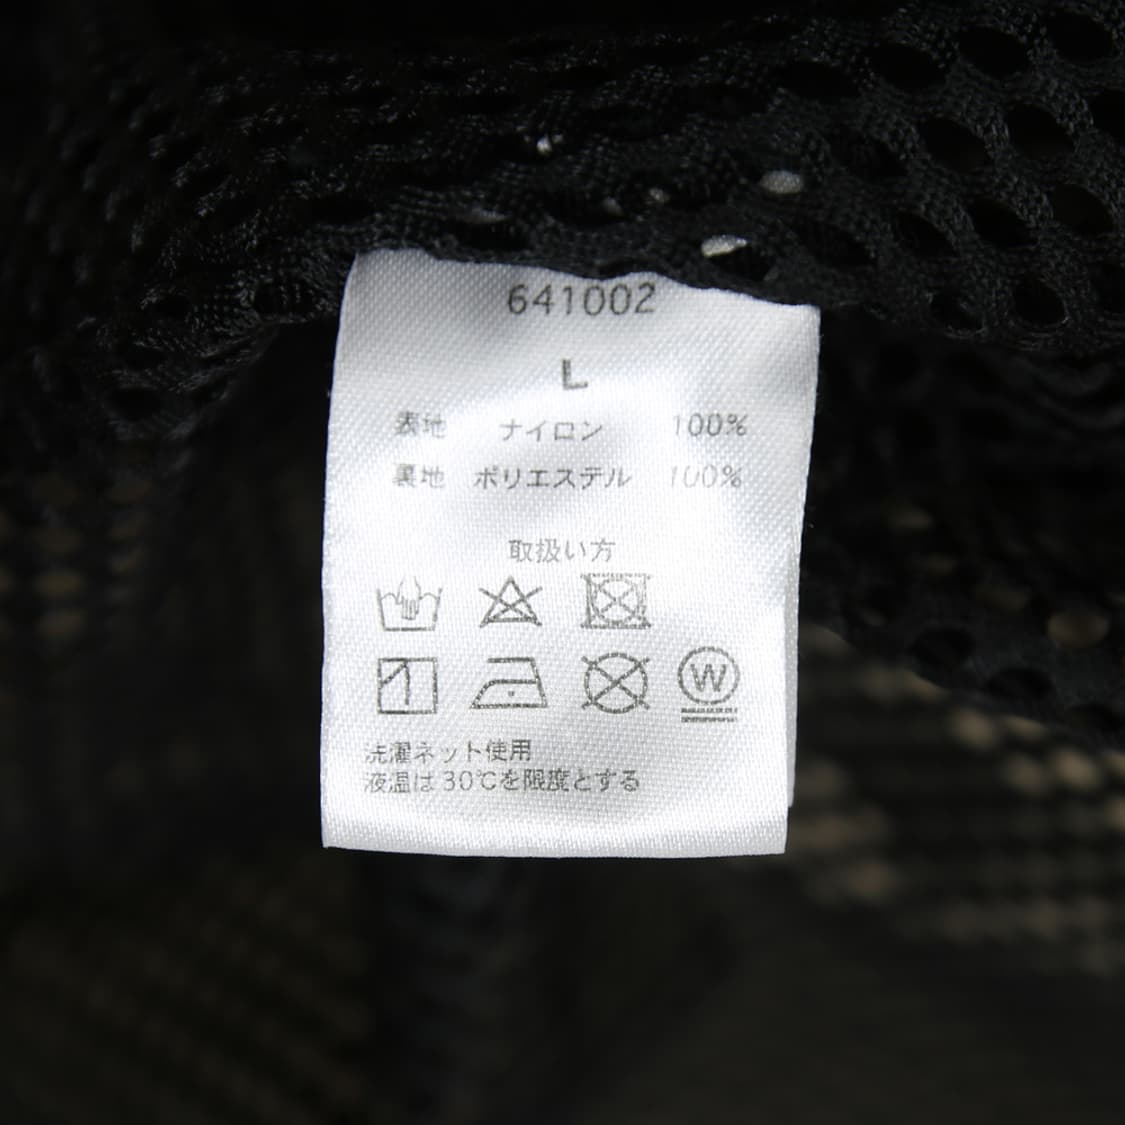 641002
L
表地 ナイロン 100%
裏地 ポリエステル 100%
取扱い方
W
洗濯ネット使用
液温は30℃を限度とする